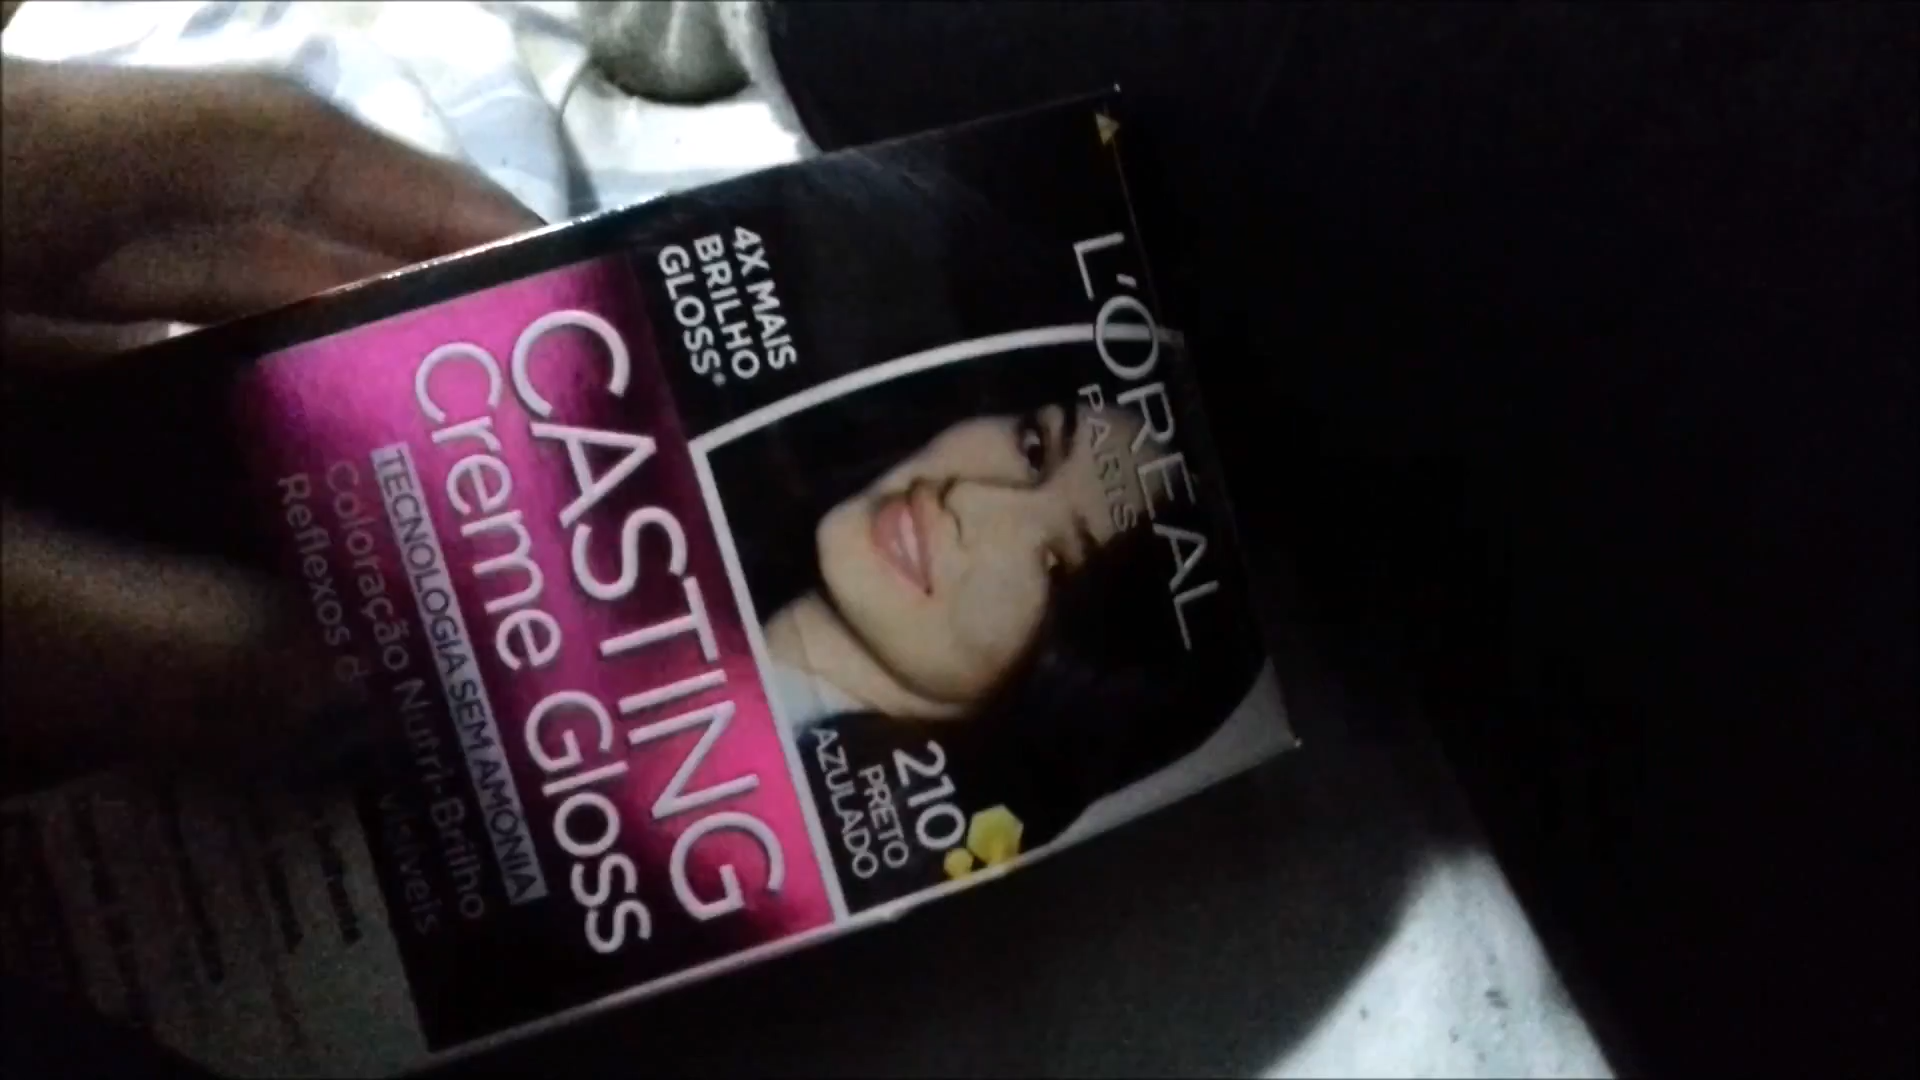 L'ORÉAL
PARIS
4X MAIS
BRILHO
GLOSS*
210
PRETO
AZULADO
CASTING
Creme Gloss
TECNOLOGIA SEM AMÔNIA
Coloração Nutri-Brilho
Reflexos visíveis